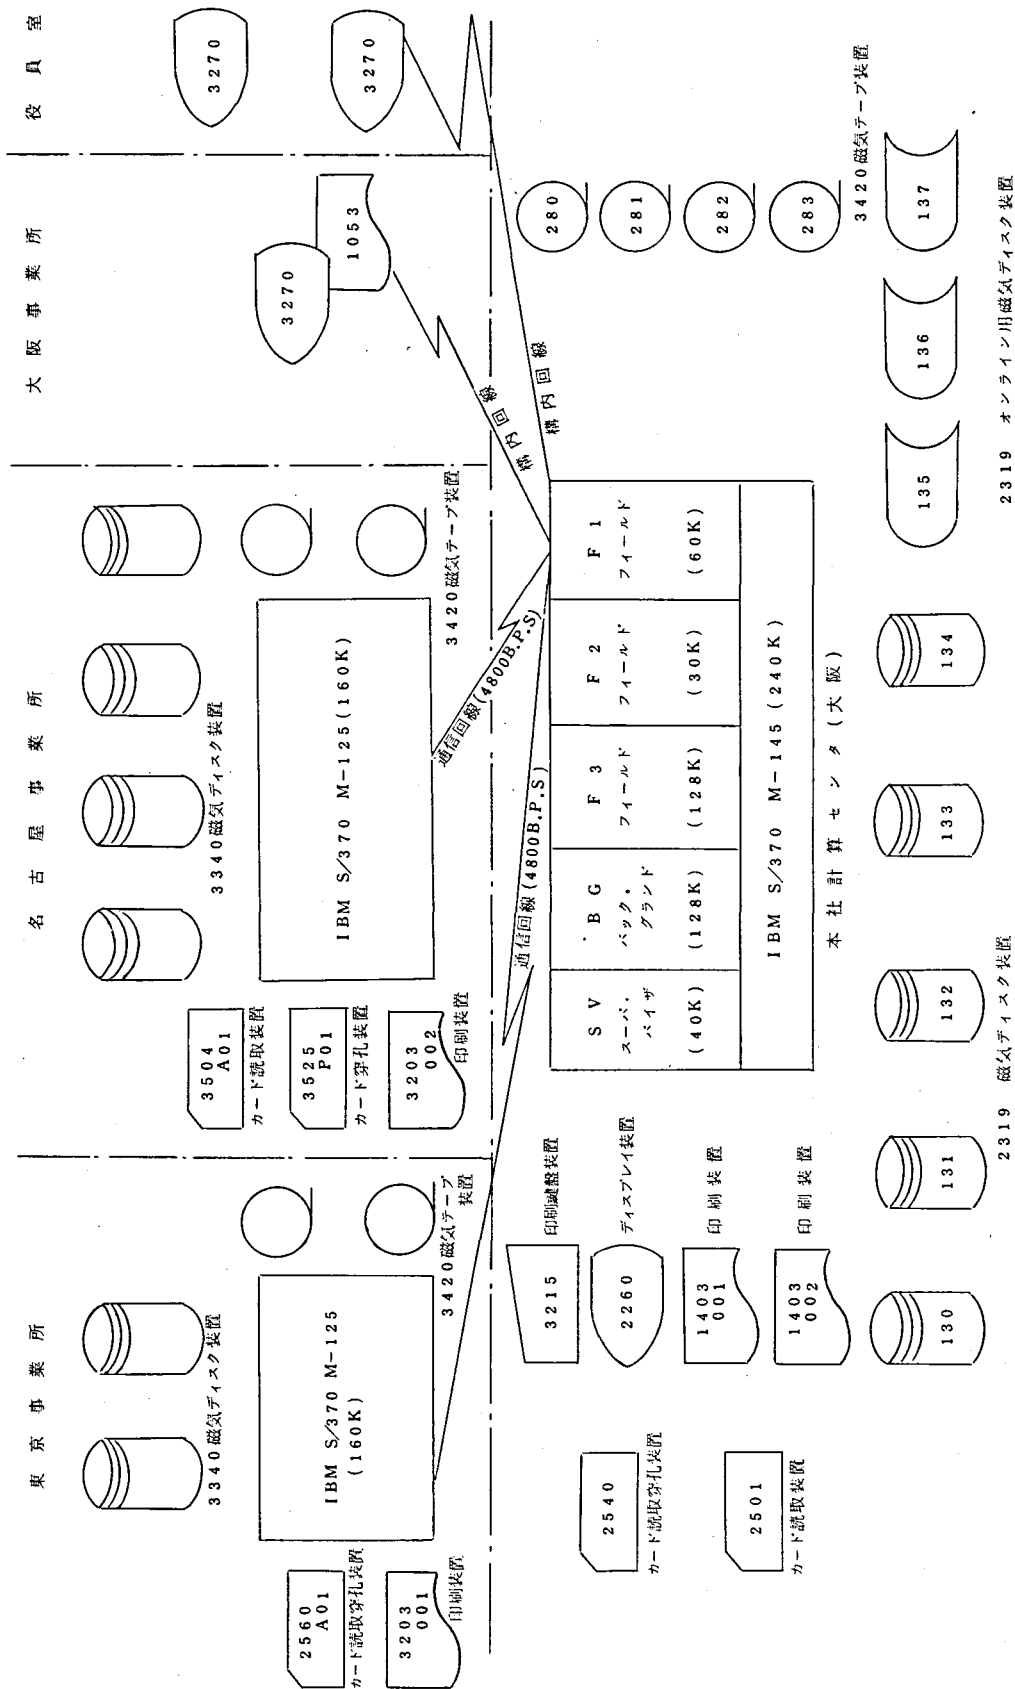 東京事業所
3340磁気ディスク装置
2560
A01
カード読取穿孔装置
3203
001
印刷装置
IBM S/370 M-125
(160K)
3420磁気テープ
装置
名古屋事業所
3340磁気ディスク装置
3504
A01
カード読取装置
3525
P01
カード穿孔装置
3203
002
印刷装置
IBM S/370 M-125(160K)
3420磁気テープ装置
大阪事業所
3270
1053
役員室
3270
3270
通信回線(4800B.P.S)
通信回線(4800B.P.S)
構内回線
構内回線
2540
カード読取穿孔装置
2501
カード読取装置
3215
印刷鍵盤装置
2260
ディスプレイ装置
1403
001
印刷装置
1403
002
印刷装置
SV
スーパ・
バイザ
(40K)
BG
バック・
グランド
(128K)
F3
フィールド
(128K)
F2
フィールド
(30K)
F1
フィールド
(60K)
IBM S/370 M-145(240K)
本社計算センタ(大阪)
280
281
282
283
3420磁気テープ装置
130
131
132
133
134
2319 磁気ディスク装置
135
136
137
2319 オンライン用磁気ディスク装置